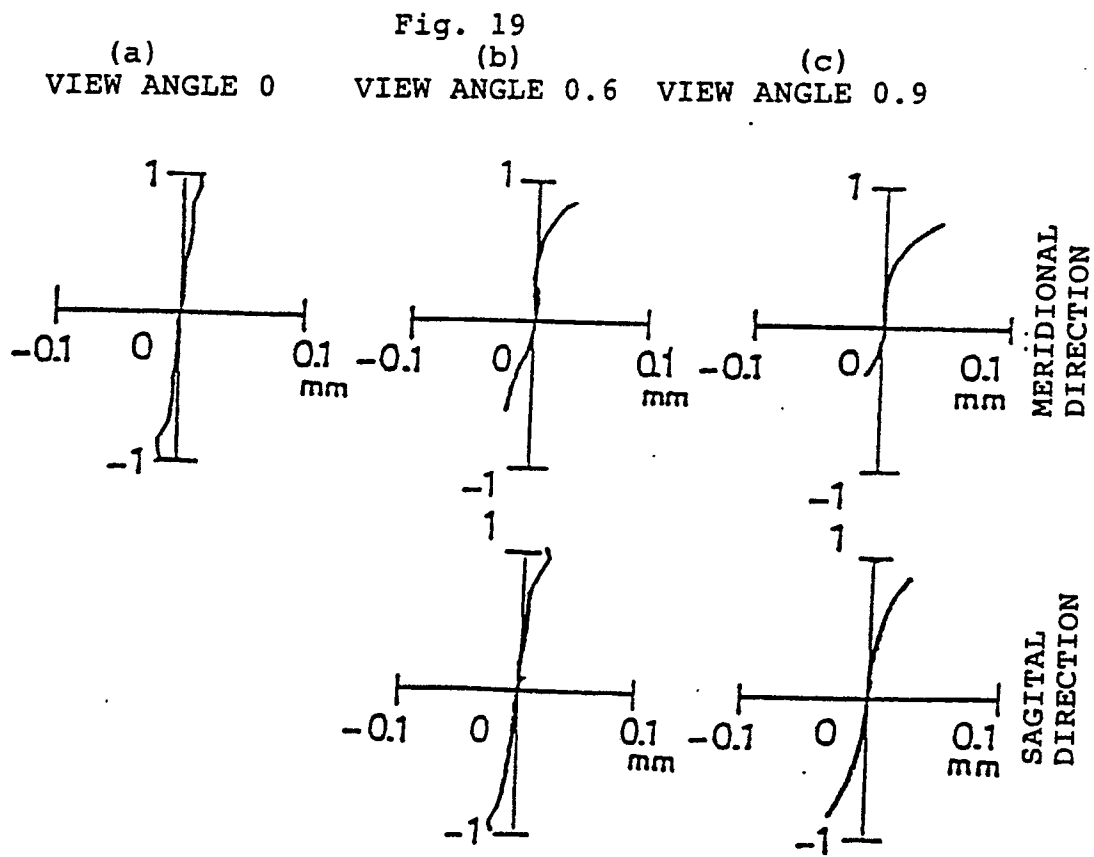 Fig. 19
(a) (b) (c)
VIEW ANGLE 0 VIEW ANGLE 0.6 VIEW ANGLE 0.9
1 1 1
-0.1 0 0.1 -0.1 0 0.1 -0.1 0 0.1
mm mm mm
-1 -1 -1
MERIDIONAL
DIRECTION
1 1
-0.1 0 0.1 -0.1 0 0.1
mm mm
-1 -1
SAGITAL
DIRECTION